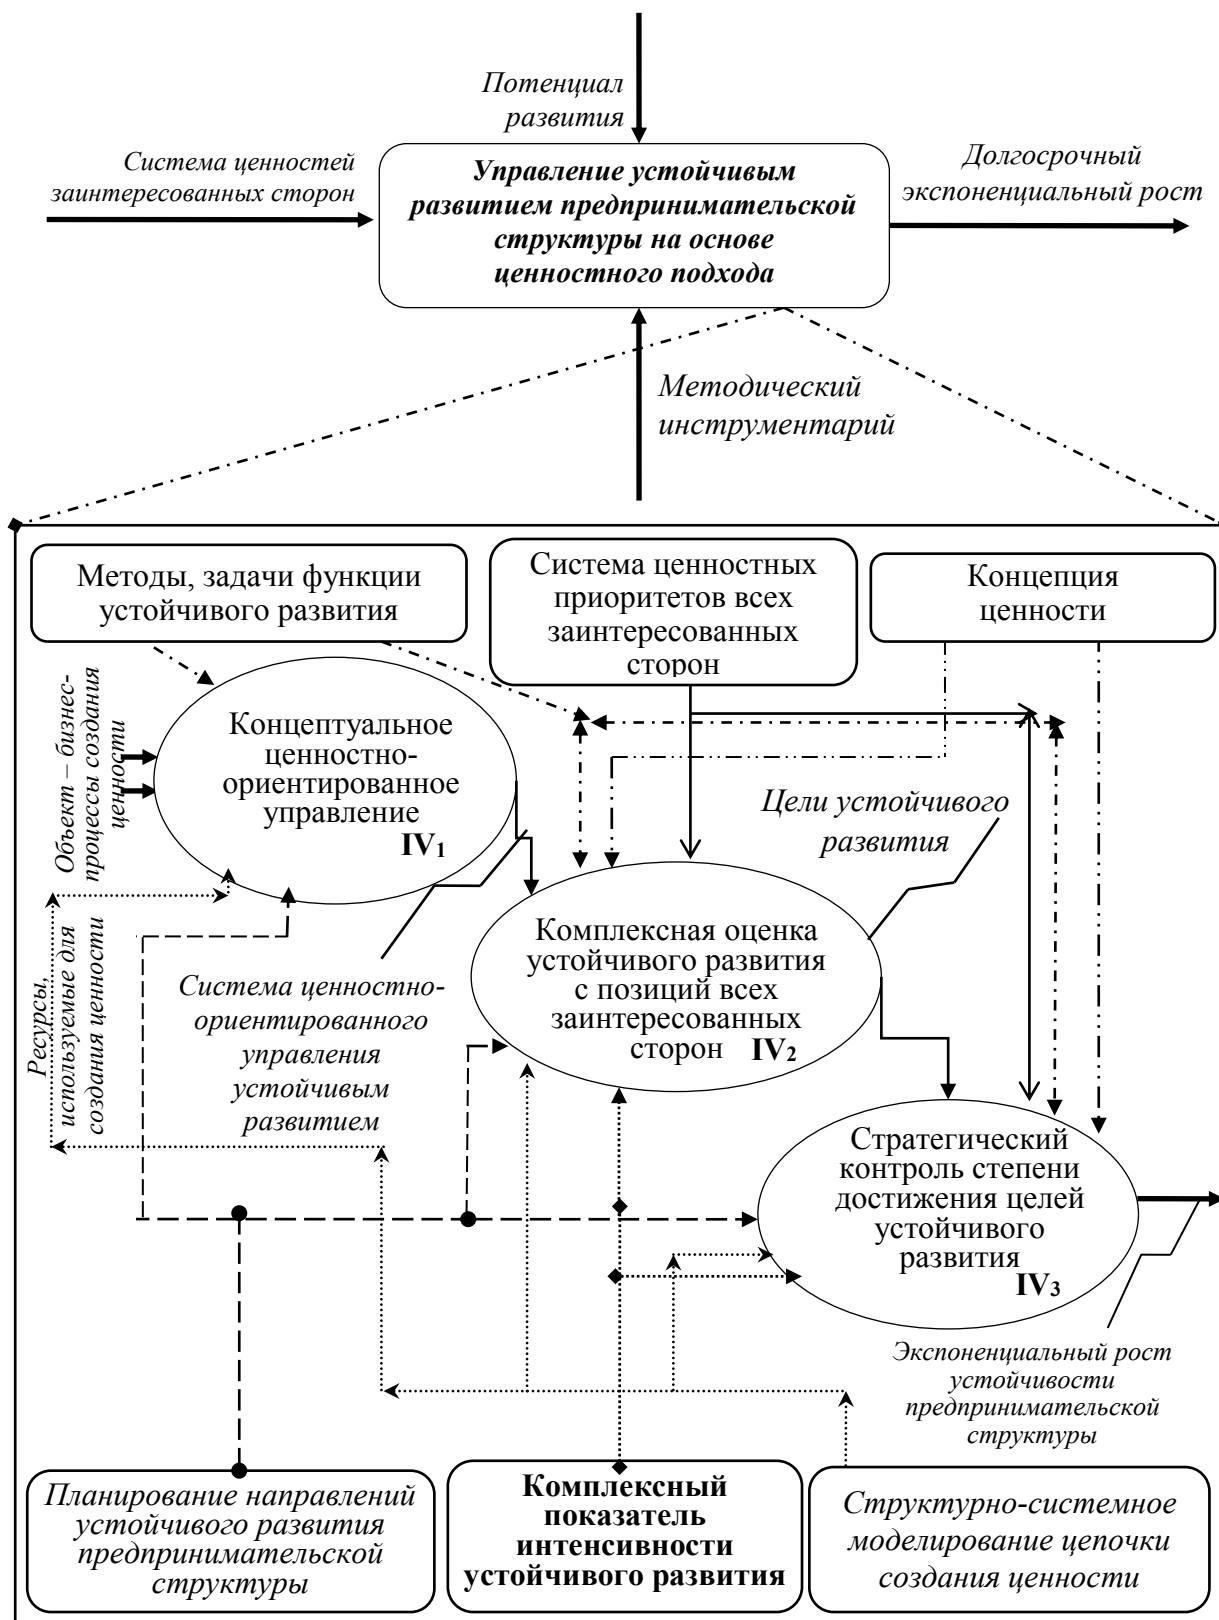 Потенциал
развития
Система ценностей
заинтересованных сторон
Управление устойчивым
развитием предпринимательской
структуры на основе
ценностного подхода
Долгосрочный
экспоненциальный рост
Методический
инструментарий
Методы, задачи функции
устойчивого развития
Система ценностных
приоритетов всех
заинтересованных
сторон
Концепция
ценности
Объект – бизнес-
процессы создания
ценности
Концептуальное
ценностно-
ориентированное
управление
IV1
Цели устойчивого
развития
Ресурсы,
используемые для
создания ценности
Система ценностно-
ориентированного
управления
устойчивым
развитием
Комплексная оценка
устойчивого развития
с позиций всех
заинтересованных
сторон IV2
Стратегический
контроль степени
достижения целей
устойчивого
развития
IV3
Экспоненциальный рост
устойчивости
предпринимательской
структуры
Планирование направлений
устойчивого развития
предпринимательской
структуры
Комплексный
показатель
интенсивности
устойчивого развития
Структурно-системное
моделирование цепочки
создания ценности